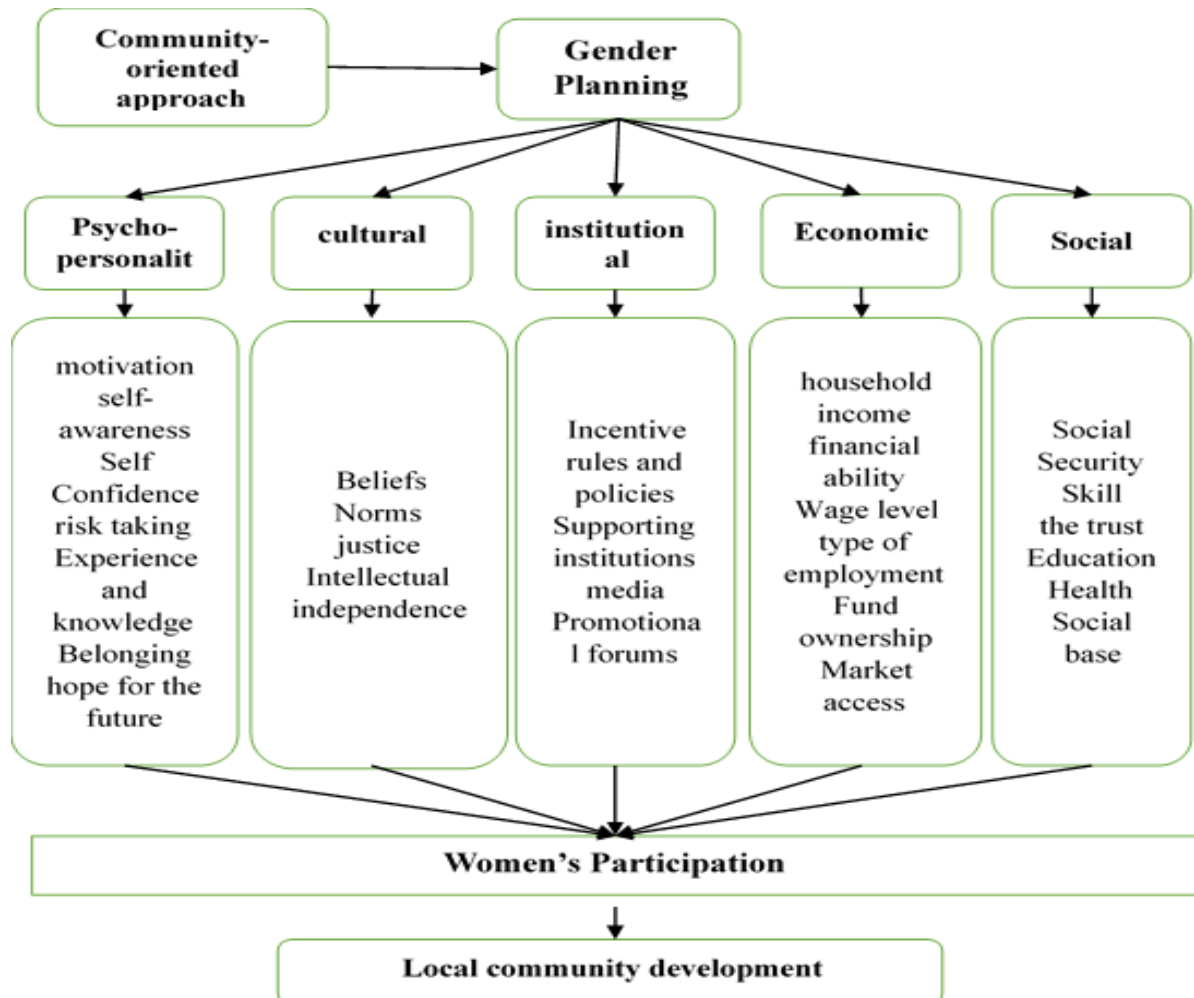 Community-
oriented
approach
Gender
Planning
Psycho-
personalit
cultural
institution
al
Economic
Social
motivation
self-
awareness
Self
Confidence
risk taking
Experience
and
knowledge
Belonging
hope for the
future
Beliefs
Norms
justice
Intellectual
independence
Incentive
rules and
policies
Supporting
institutions
media
Promotiona
l forums
household
income
financial
ability
Wage level
type of
employment
Fund
ownership
Market
access
Social
Security
Skill
the trust
Education
Health
Social
base
Women’s Participation
Local community development